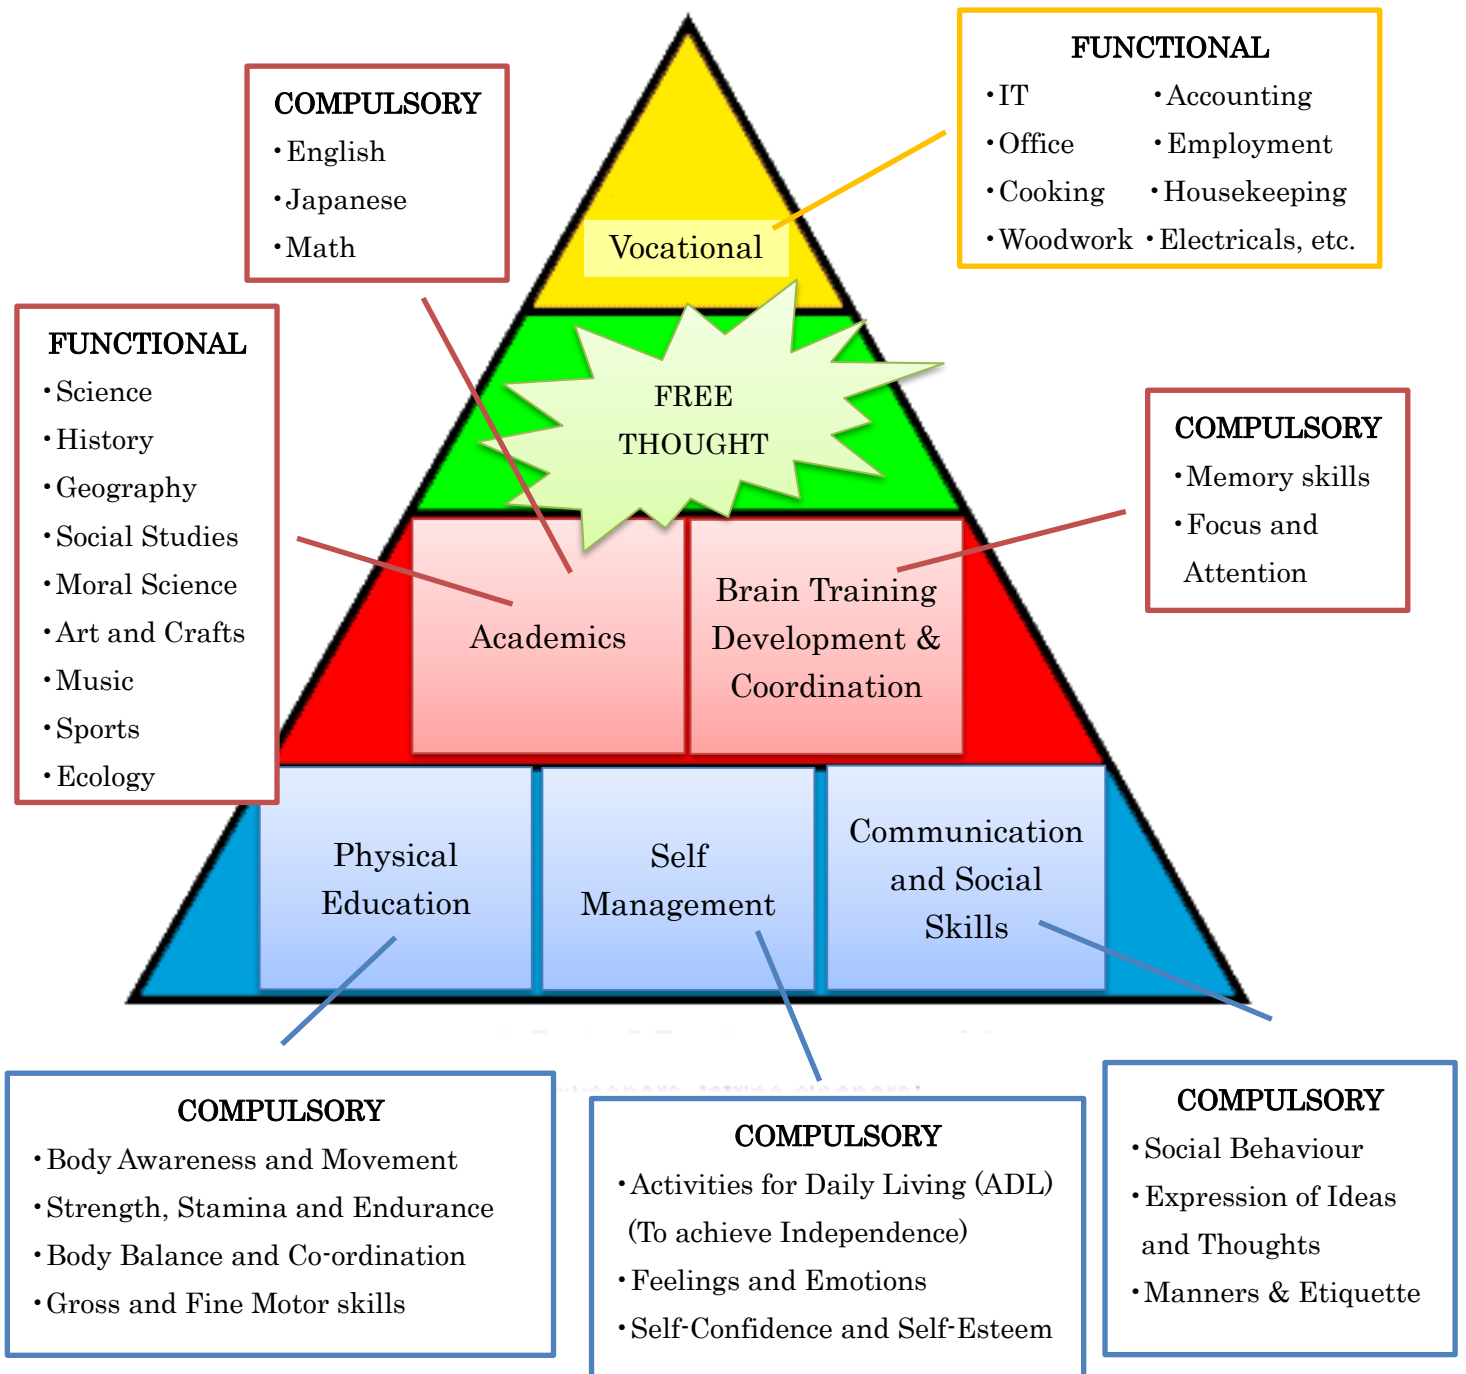 FUNCTIONAL
・IT ・Accounting
・Office ・Employment
・Cooking ・Housekeeping
・Woodwork ・Electricals, etc.
COMPULSORY
・English
・Japanese
・Math
Vocational
FUNCTIONAL
・Science
・History
・Geography
・Social Studies
・Moral Science
・Art and Crafts
・Music
・Sports
・Ecology
FREE
THOUGHT
COMPULSORY
・Memory skills
・Focus and
Attention
Academics
Brain Training
Development &
Coordination
Physical
Education
Self
Management
Communication
and Social
Skills
COMPULSORY
・Body Awareness and Movement
・Strength, Stamina and Endurance
・Body Balance and Co-ordination
・Gross and Fine Motor skills
COMPULSORY
・Activities for Daily Living (ADL)
(To achieve Independence)
・Feelings and Emotions
・Self-Confidence and Self-Esteem
COMPULSORY
・Social Behaviour
・Expression of Ideas
and Thoughts
・Manners & Etiquette